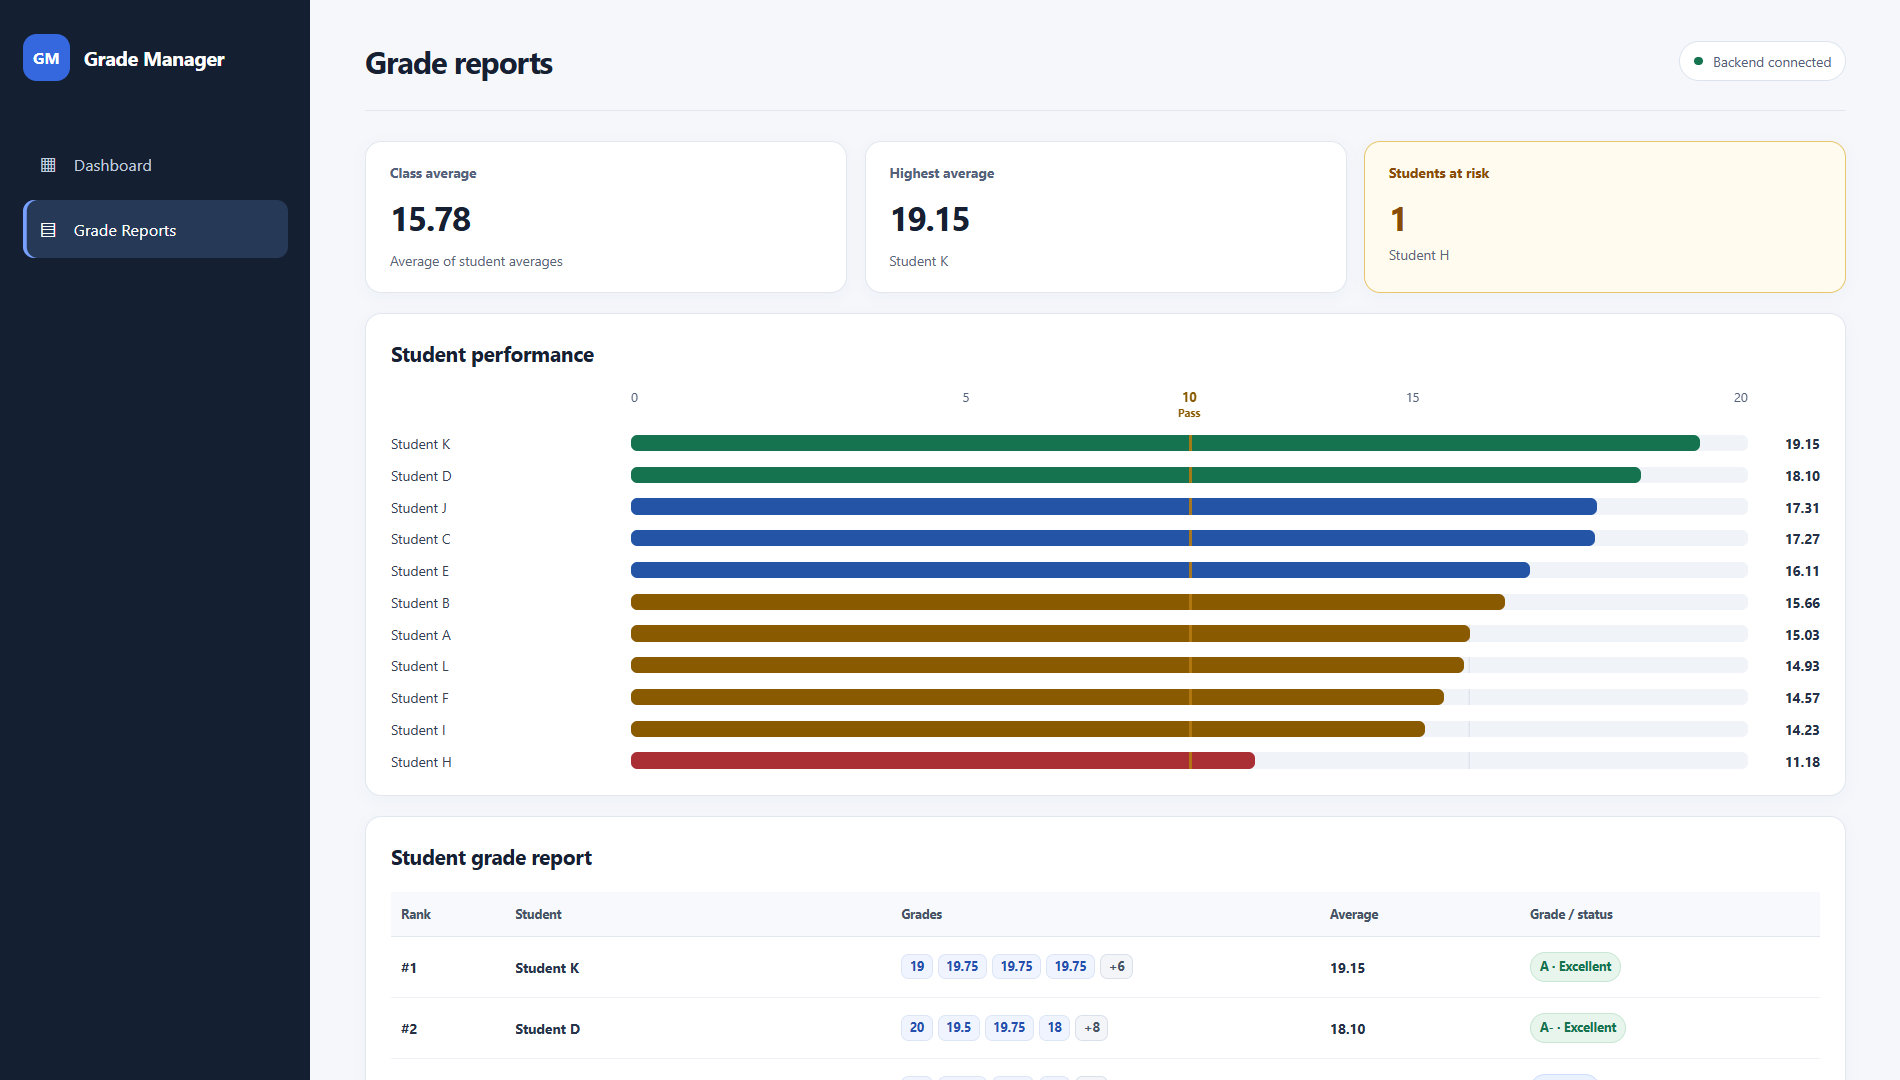 GM Grade Manager
Dashboard
Grade Reports
Grade reports
Backend connected
Class average
15.78
Average of student averages
Highest average
19.15
Student K
Students at risk
1
Student H
Student performance
0 5 10 15 20
Pass
Student K 19.15
Student D 18.10
Student J 17.31
Student C 17.27
Student E 16.11
Student B 15.66
Student A 15.03
Student L 14.93
Student F 14.57
Student I 14.23
Student H 11.18
Student grade report
Rank Student Grades Average Grade / status
#1 Student K 19 19.75 19.75 19.75 +6 19.15 A · Excellent
#2 Student D 20 19.5 19.75 18 +8 18.10 A- · Excellent